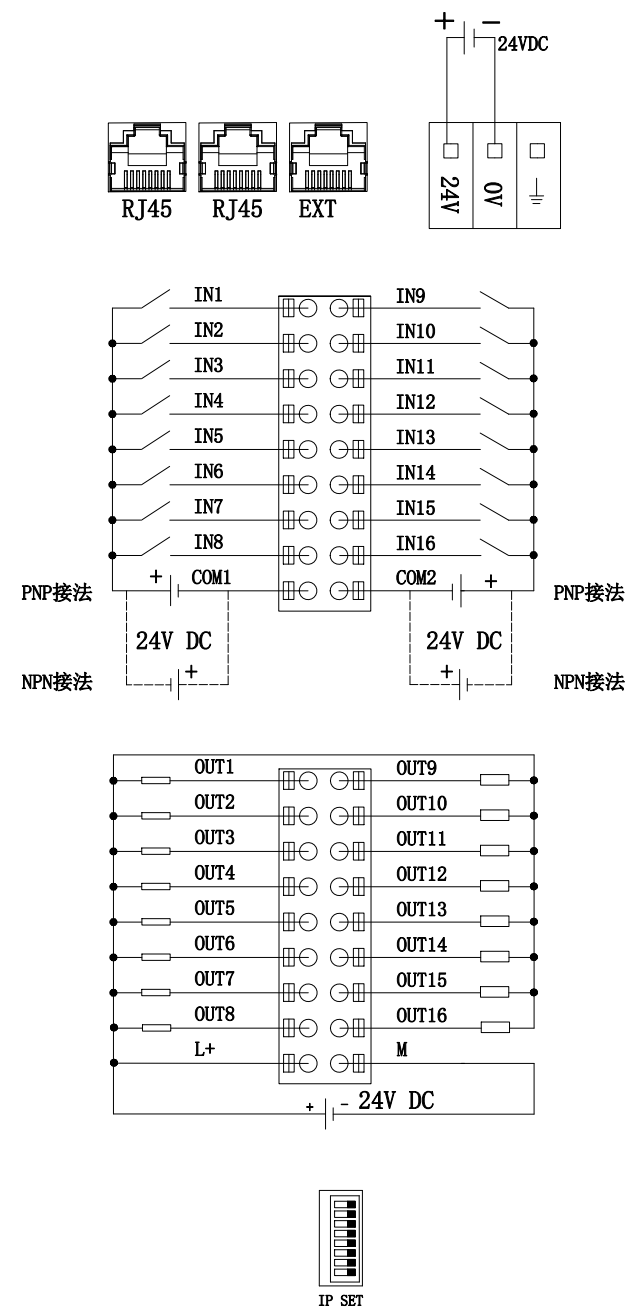 + −
24VDC
RJ45 RJ45 EXT
24V 0V
IN1 IN9
IN2 IN10
IN3 IN11
IN4 IN12
IN5 IN13
IN6 IN14
IN7 IN15
IN8 IN16
+ COM1 COM2 +
PNP接法 PNP接法
24V DC 24V DC
+ +
NPN接法 NPN接法
OUT1 OUT9
OUT2 OUT10
OUT3 OUT11
OUT4 OUT12
OUT5 OUT13
OUT6 OUT14
OUT7 OUT15
OUT8 OUT16
L+ M
+ − 24V DC
IP SET